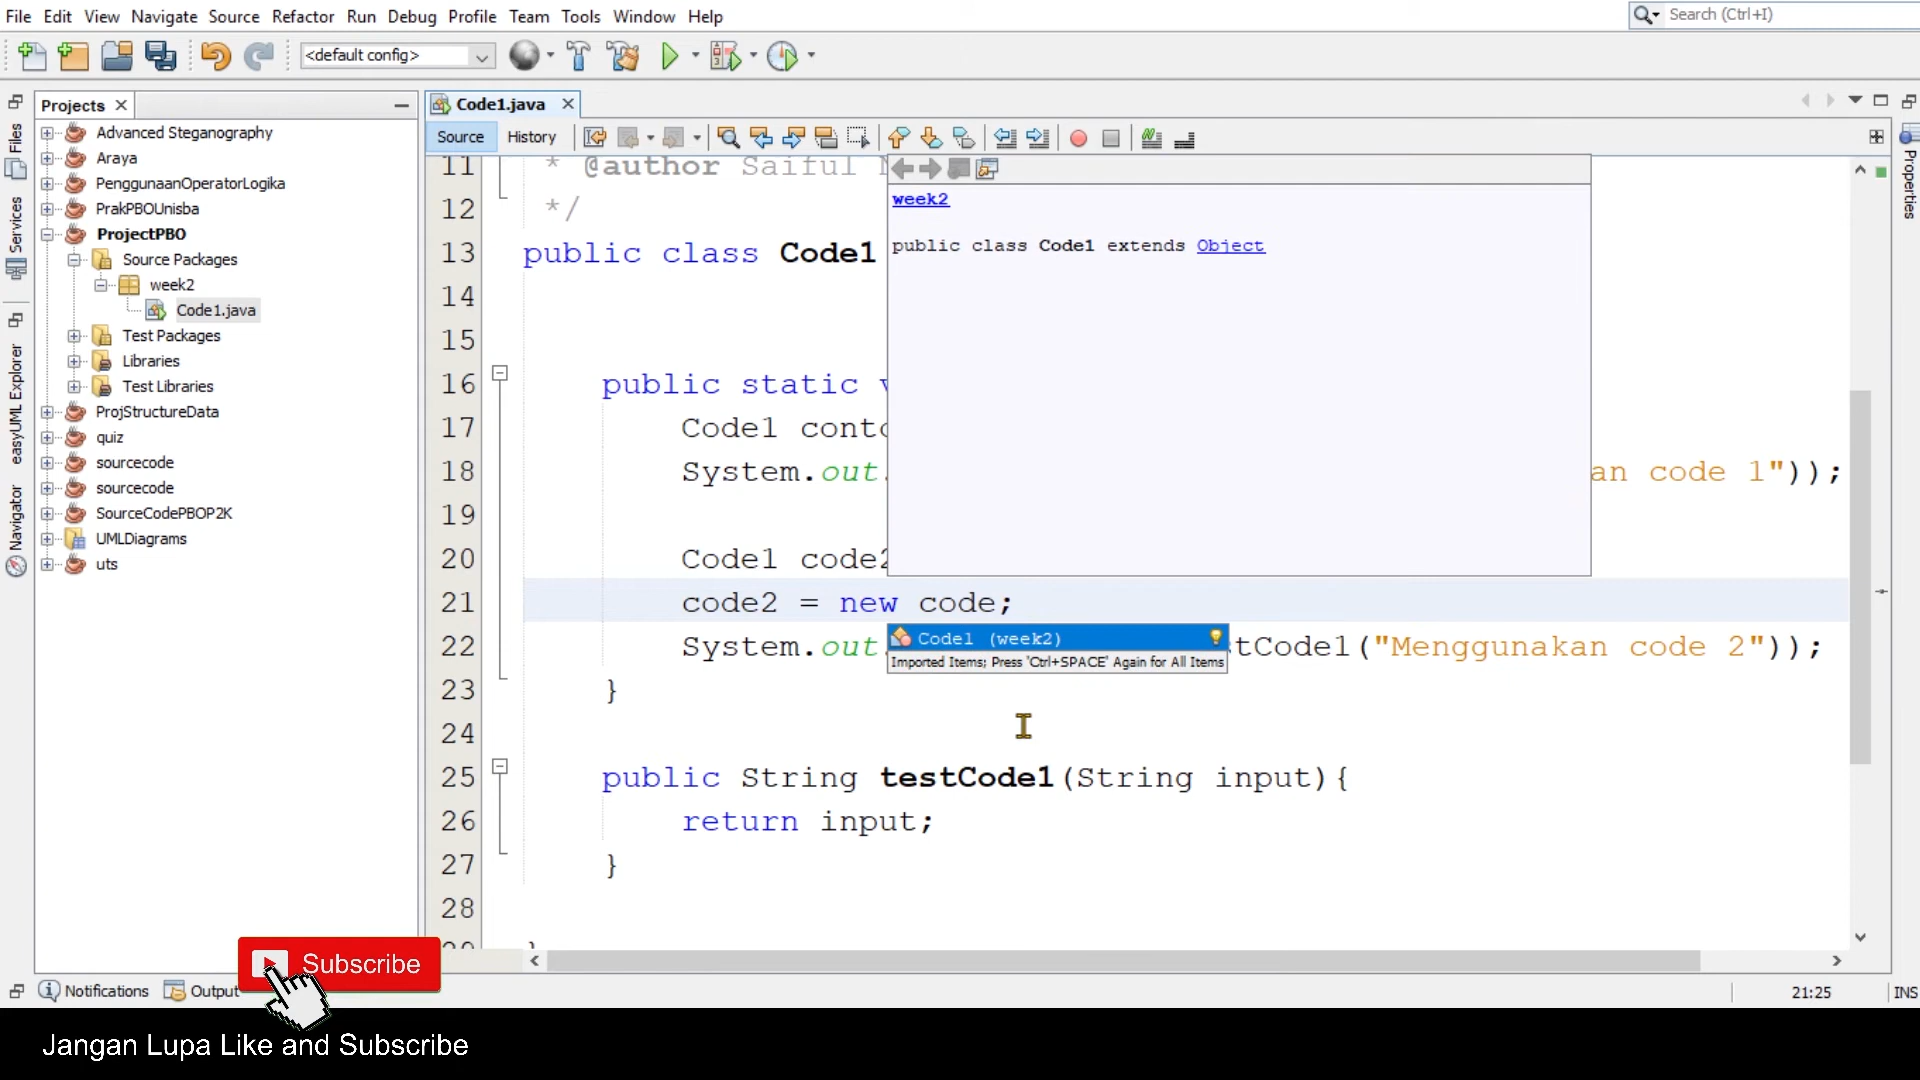 File Edit View Navigate Source Refactor Run Debug Profile Team Tools Window Help
Search (Ctrl+I)
<default config>
Files
Services
easyUML Explorer
Navigator
Projects
Advanced Steganography
Araya
PenggunaanOperatorLogika
PrakPBOUnisba
ProjectPBO
Source Packages
week2
Code1.java
Test Packages
Libraries
Test Libraries
ProjStructureData
quiz
sourcecode
sourcecode
SourceCodePBOP2K
UMLDiagrams
uts
Code1.java
Source History
11 * @author Saiful
12 */
13 public class Code1
14
15
16 public static
17 Code1
18 System.out. code 1"));
19
20 Code1 code2
21 code2 = new code;
22 System.out. ("Menggunakan code 2"));
23 }
24
25 public String testCode1(String input){
26 return input;
27 }
28
week2
public class Code1 extends Object
Code1 (week2)
Imported Items; Press 'Ctrl+SPACE' Again for All Items
Properties
Notifications Output
21:25 INS
Subscribe
Jangan Lupa Like and Subscribe